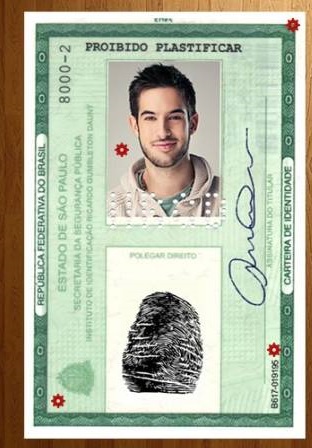 REPÚBLICA FEDERATIVA DO BRASIL
ESTADO DE SÃO PAULO
8000-2
SECRETARIA DA SEGURANÇA PÚBLICA
INSTITUTO DE IDENTIFICAÇÃO RICARDO GUMBLETON DAUNT
POLEGAR DIREITO
PROIBIDO PLASTIFICAR
ASSINATURA DO TITULAR
B617-019195
CARTEIRA DE IDENTIDADE